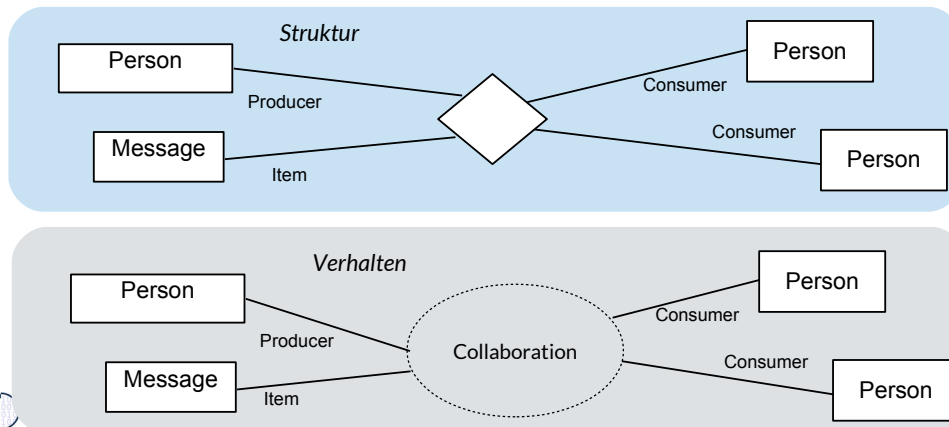 Struktur
Person
Person
Producer
Consumer
Message
Consumer
Person
Item
Verhalten
Person
Person
Producer
Consumer
Collaboration
Message
Consumer
Person
Item